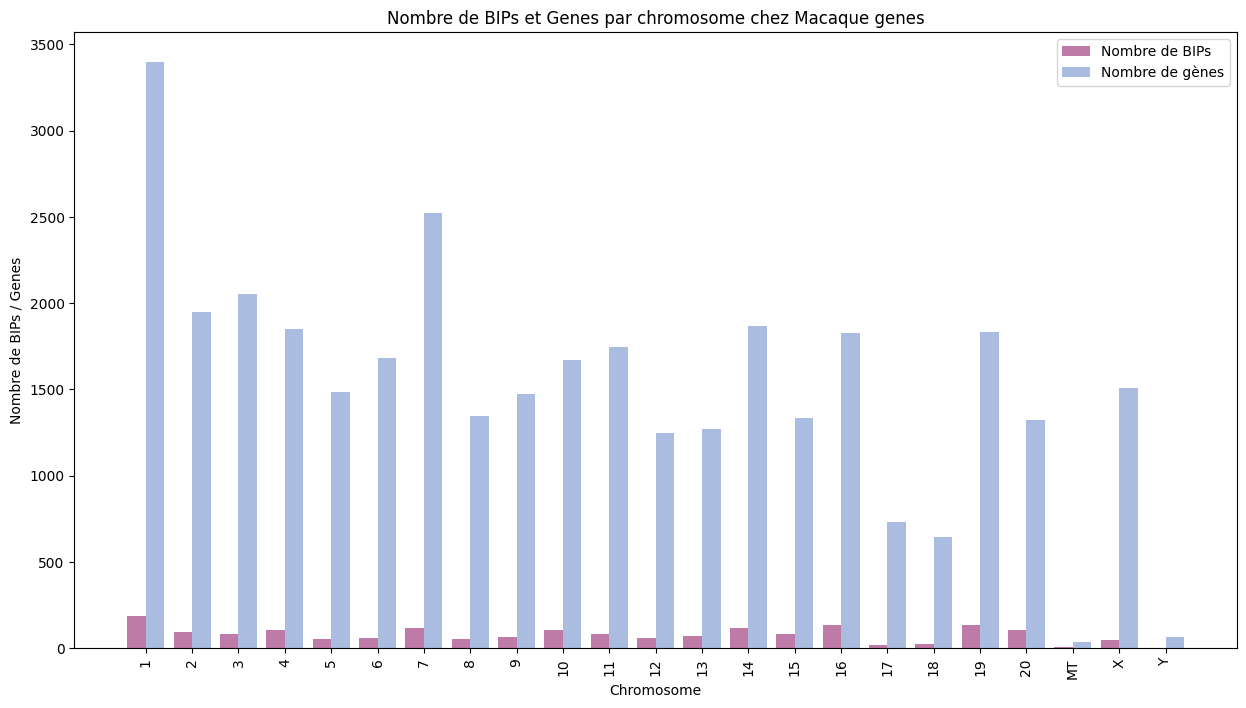 Nombre de BIPs et Genes par chromosome chez Macaque genes
Nombre de BIPs
Nombre de gènes
Nombre de BIPs / Genes
3500
3000
2500
2000
1500
1000
500
0
1 2 3 4 5 6 7 8 9 10 11 12 13 14 15 16 17 18 19 20 MT X Y
Chromosome